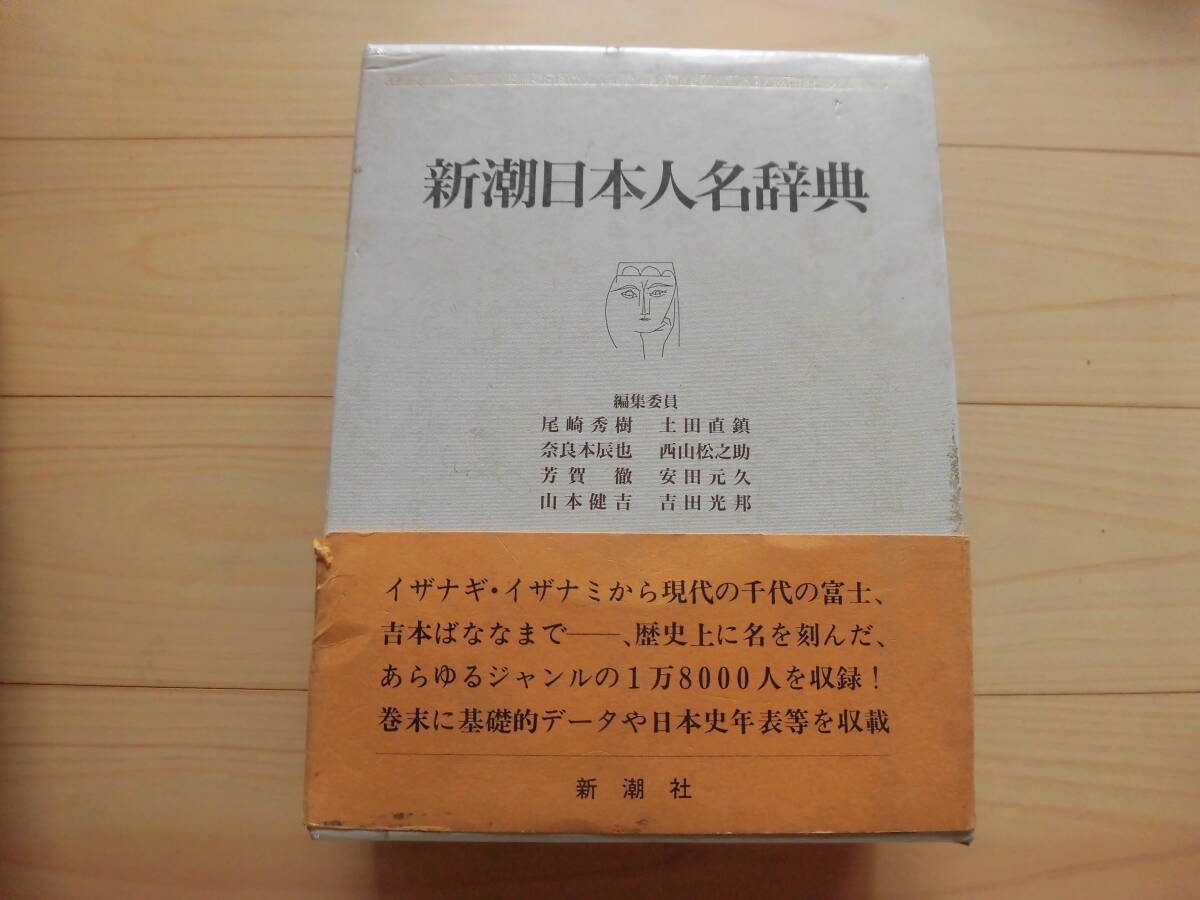 新潮日本人名辞典
編集委員
尾崎秀樹 土田直鎮
奈良本辰也 西山松之助
芳賀 徹 安田元久
山本健吉 吉田光邦
イザナギ・イザナミから現代の千代の富士、
吉本ばななまで――、歴史上に名を刻んだ、
あらゆるジャンルの1万8000人を収録!
巻末に基礎的データや日本史年表等を収載
新潮社